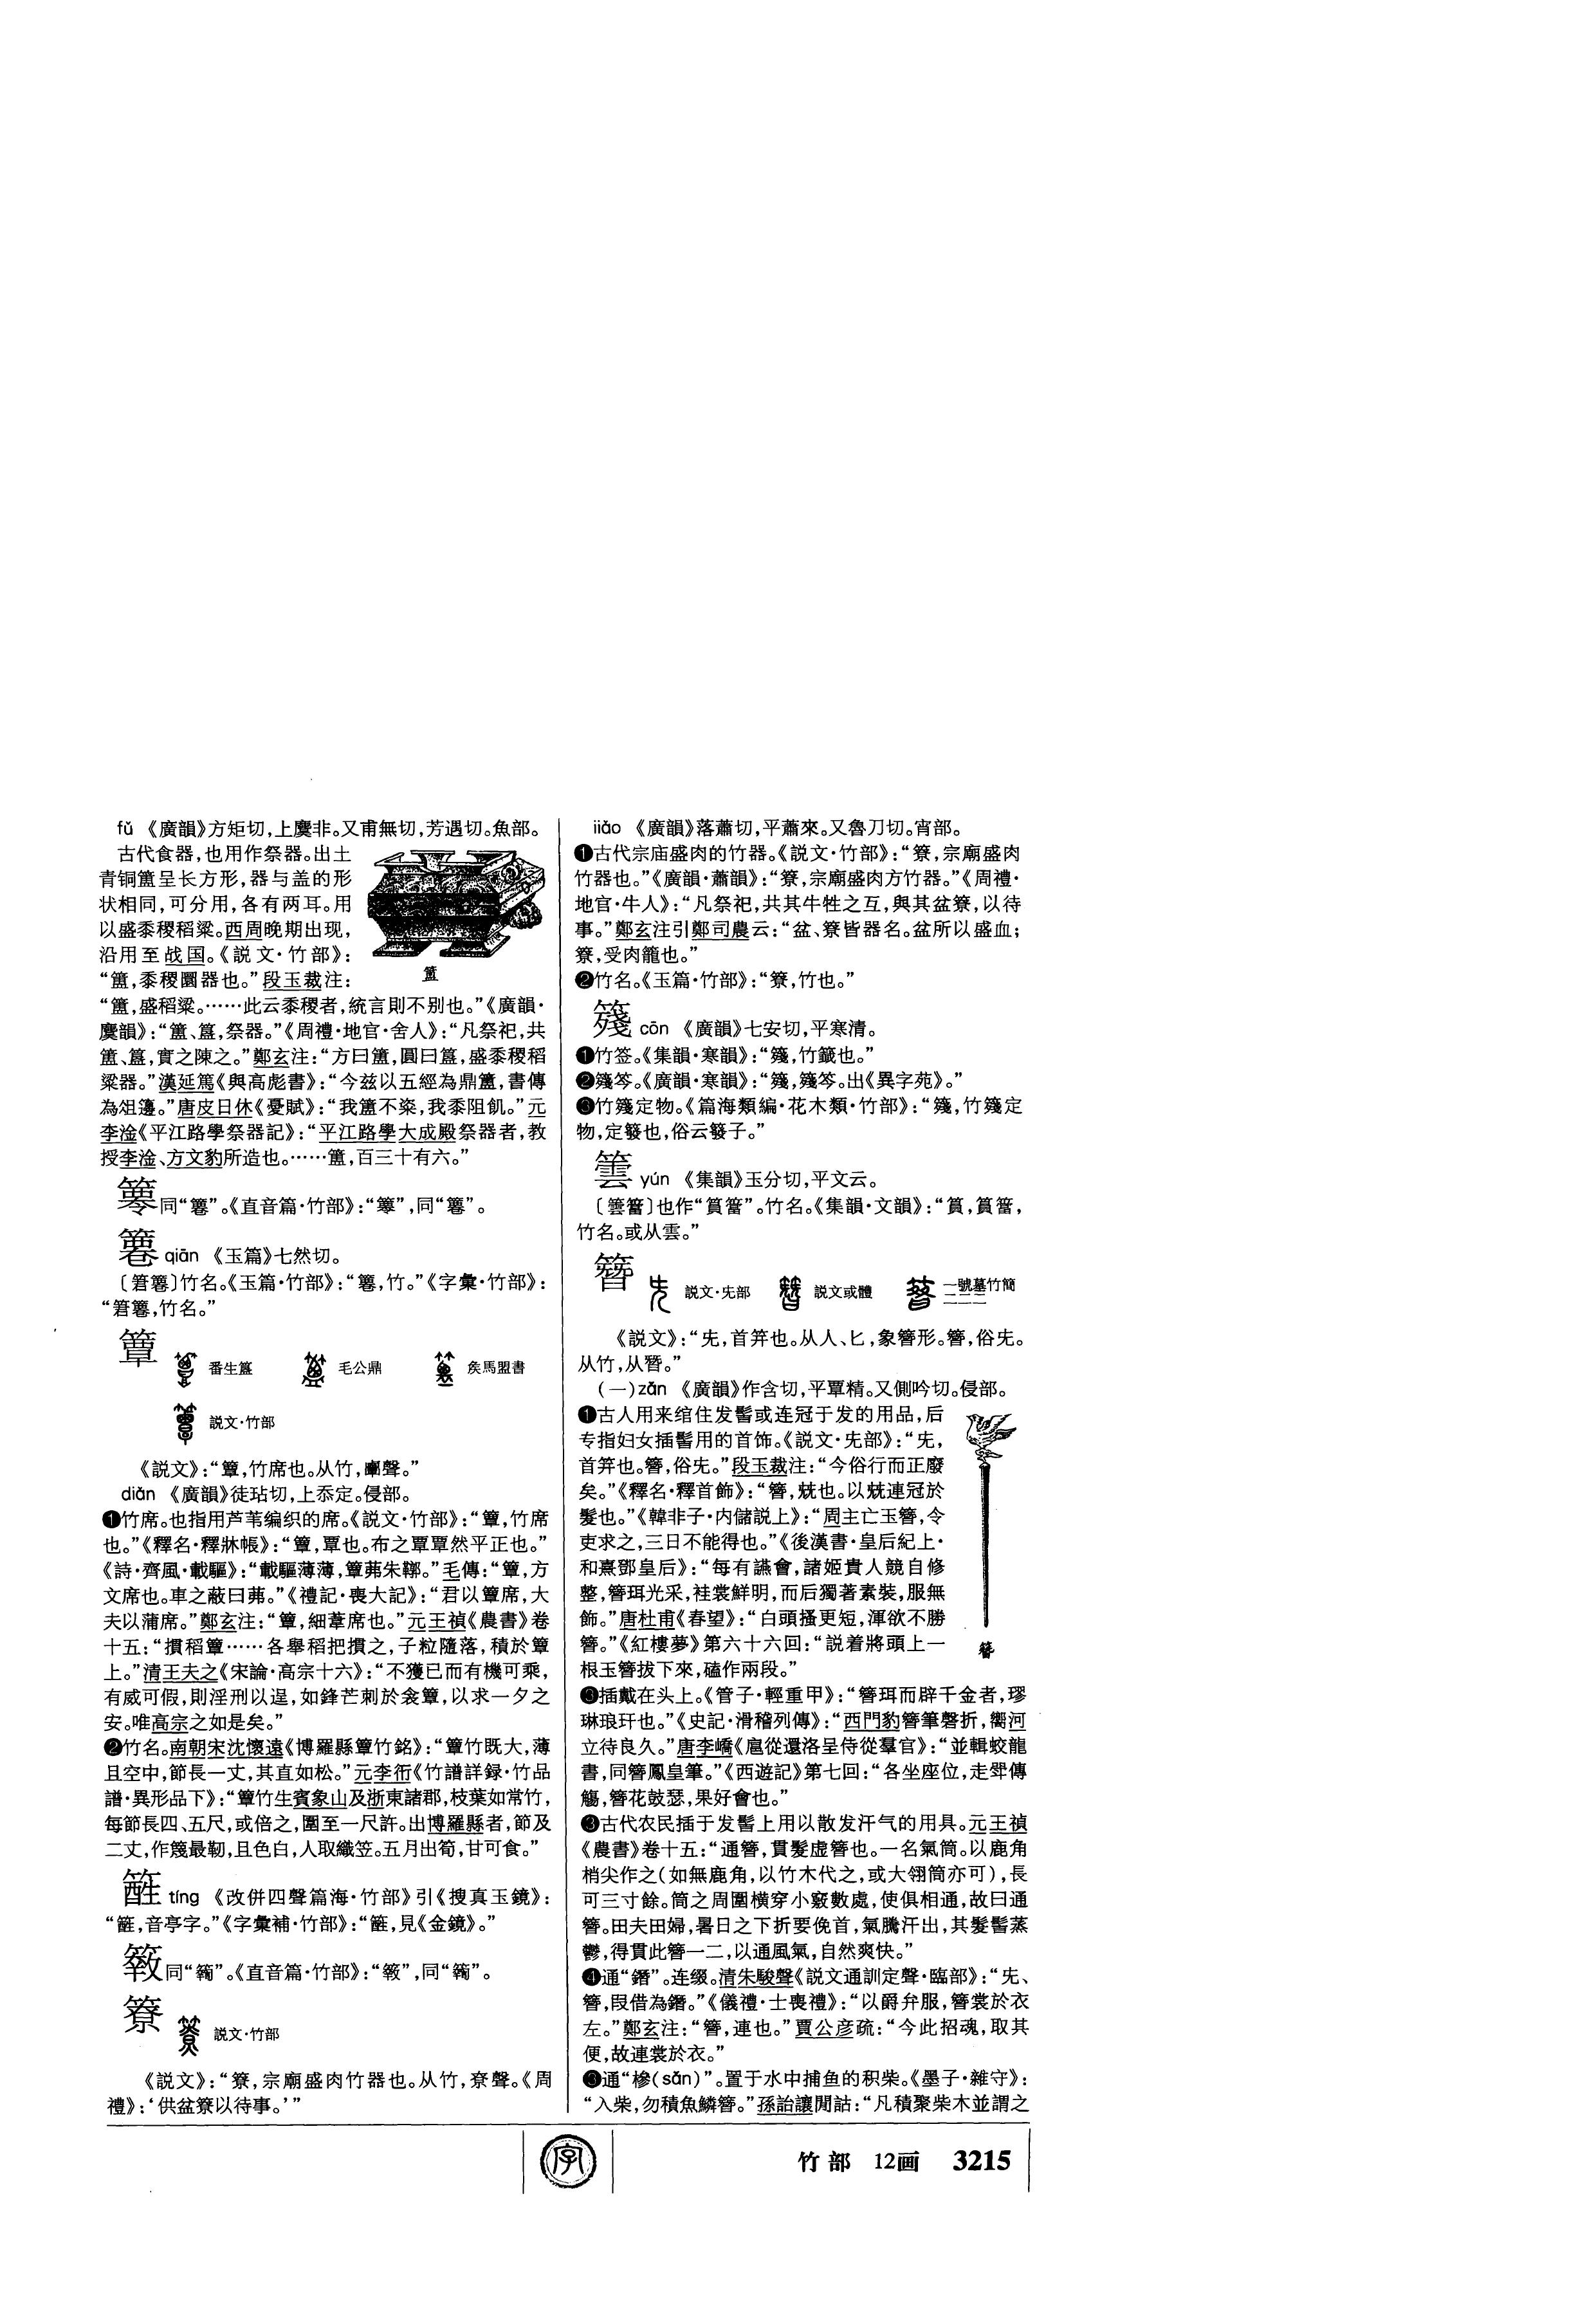 fǔ 《廣韻》方矩切，上麌非。又甫無切，芳遇切。魚部。
古代食器，也用作祭器。出土
青铜簠呈长方形，器与盖的形
状相同，可分用，各有两耳。用
以盛黍稷稻粱。西周晚期出现，
沿用至战国。《説文·竹部》：
“簠，黍稷圜器也。”段玉裁注：
簠
“簠，盛稻粱。……此云黍稷者，統言則不别也。”《廣韻·
麌韻》：“簠、簋，祭器。”《周禮·地官·舍人》：“凡祭祀，共
簠、簋，實之陳之。”鄭玄注：“方曰簠，圓曰簋，盛黍稷稻
粱器。”漢延篤《與高彪書》：“今兹以五經為鼎簠，書傳
為俎籩。”唐皮日休《憂賦》：“我簠不粢，我黍阻飢。”元
李淦《平江路學祭器記》：“平江路學大成殿祭器者，教
授李淦、方文豹所造也。……簠，百三十有六。”
同“　”。《直音篇·竹部》：“　”，同“　”。
qiān 《玉篇》七然切。
竹名。《玉篇·竹部》：“　，竹。”《字彙·竹部》：
竹名。”
簟 番生簋 毛公鼎 矦馬盟書
説文·竹部
《説文》：“簟，竹席也。从竹，覃聲。”
diàn 《廣韻》徒玷切，上忝定。侵部。
❶竹席。也指用芦苇编织的席。《説文·竹部》：“簟，竹席
也。”《釋名·釋牀帳》：“簟，覃也。布之覃覃然平正也。”
《詩·齊風·載驅》：“載驅薄薄，簟茀朱鞹。”毛傳：“簟，方
文席也。車之蔽曰茀。”《禮記·喪大記》：“君以簟席，大
夫以蒲席。”鄭玄注：“簟，細葦席也。”元王禎《農書》卷
十五：“摜稻簟……各舉稻把摜之，子粒隨落，積於簟
上。”清王夫之《宋論·高宗十六》：“不獲已而有機可乘，
有威可假，則淫刑以逞，如鋒芒刺於衾簟，以求一夕之
安。唯高宗之如是矣。”
❷竹名。南朝宋沈懷遠《博羅縣簟竹銘》：“簟竹既大，薄
且空中，節長一丈，其直如松。”元李衎《竹譜詳録·竹品
譜·異形品下》：“簟竹生賓象山及浙東諸郡，枝葉如常竹，
每節長四、五尺，或倍之，圍至一尺許。出博羅縣者，節及
二丈，作篾最韌，且色白，人取織笠。五月出筍，甘可食。”
tíng 《改併四聲篇海·竹部》引《搜真玉鏡》：
音亭字。”《字彙補·竹部》：“　，見《金鏡》。”
同“　”。《直音篇·竹部》：“　”，同“　”。
簝 説文·竹部
《説文》：“簝，宗廟盛肉竹器也。从竹，尞聲。《周
禮》：‘供盆簝以待事。’”
liáo 《廣韻》落蕭切，平蕭來。又魯刀切。宵部。
❶古代宗庙盛肉的竹器。《説文·竹部》：“簝，宗廟盛肉
竹器也。”《廣韻·蕭韻》：“簝，宗廟盛肉方竹器。”《周禮·
地官·牛人》：“凡祭祀，共其牛牲之互，與其盆簝，以待
事。”鄭玄注引鄭司農云：“盆、簝皆器名。盆所以盛血；
簝，受肉籠也。”
❷竹名。《玉篇·竹部》：“簝，竹也。”
cān 《廣韻》七安切，平寒清。
❶竹签。《集韻·寒韻》：“　，竹籤也。”
❷　笒。《廣韻·寒韻》：“　，　笒。出《異字苑》。”
❸竹　定物。《篇海類編·花木類·竹部》：“　，竹　定
物，定　也，俗云　子。”
yún 《集韻》玉分切，平文云。
也作“篔簹”。竹名。《集韻·文韻》：“篔，篔簹，
竹名。或从雲。”
簪 説文·兂部 説文或體 一號墓竹簡
二二二
《説文》：“兂，首笄也。从人、匕，象簪形。簪，俗兂。
从竹，从朁。”
（一）zān 《廣韻》作含切，平覃精。又側吟切。侵部。
❶古人用来绾住发髻或连冠于发的用品，后
专指妇女插髻用的首饰。《説文·兂部》：“兂，
首笄也。簪，俗兂。”段玉裁注：“今俗行而正廢
矣。”《釋名·釋首飾》：“簪，兓也。以兓連冠於
髮也。”《韓非子·内儲説上》：“周主亡玉簪，令
吏求之，三日不能得也。”《後漢書·皇后紀上·
和熹鄧皇后》：“每有讌會，諸姬貴人競自修
整，簪珥光采，袿裳鮮明，而后獨著素裝，服無
飾。”唐杜甫《春望》：“白頭搔更短，渾欲不勝
簪。”《紅樓夢》第六十六回：“説着將頭上一
根玉簪拔下來，磕作兩段。”
簪
❷插戴在头上。《管子·輕重甲》：“簪珥而辟千金者，璆
琳琅玕也。”《史記·滑稽列傳》：“西門豹簪筆磬折，嚮河
立待良久。”唐李嶠《扈從還洛呈侍從羣官》：“並輯蛟龍
書，同簪鳳皇筆。”《西遊記》第七回：“各坐座位，走斝傳
觴，簪花鼓瑟，果好會也。”
❸古代农民插于发髻上用以散发汗气的用具。元王禎
《農書》卷十五：“通簪，貫髮虚簪也。一名氣筒。以鹿角
梢尖作之（如無鹿角，以竹木代之，或大翎筒亦可），長
可三寸餘。筒之周圍横穿小竅數處，使俱相通，故曰通
簪。田夫田婦，暑日之下折要俛首，氣騰汗出，其髮髻蒸
鬱，得貫此簪一二，以通風氣，自然爽快。”
❹通“鐕”。连缀。清朱駿聲《説文通訓定聲·臨部》：“兂、
簪，叚借為鐕。”《儀禮·士喪禮》：“以爵弁服，簪裳於衣
左。”鄭玄注：“簪，連也。”賈公彦疏：“今此招魂，取其
便，故連裳於衣。”
❺通“槮（sǎn）”。置于水中捕鱼的积柴。《墨子·雜守》：
“入柴，勿積魚鱗簪。”孫詒讓閒詁：“凡積聚柴木並謂之
字
竹部 12画 3215